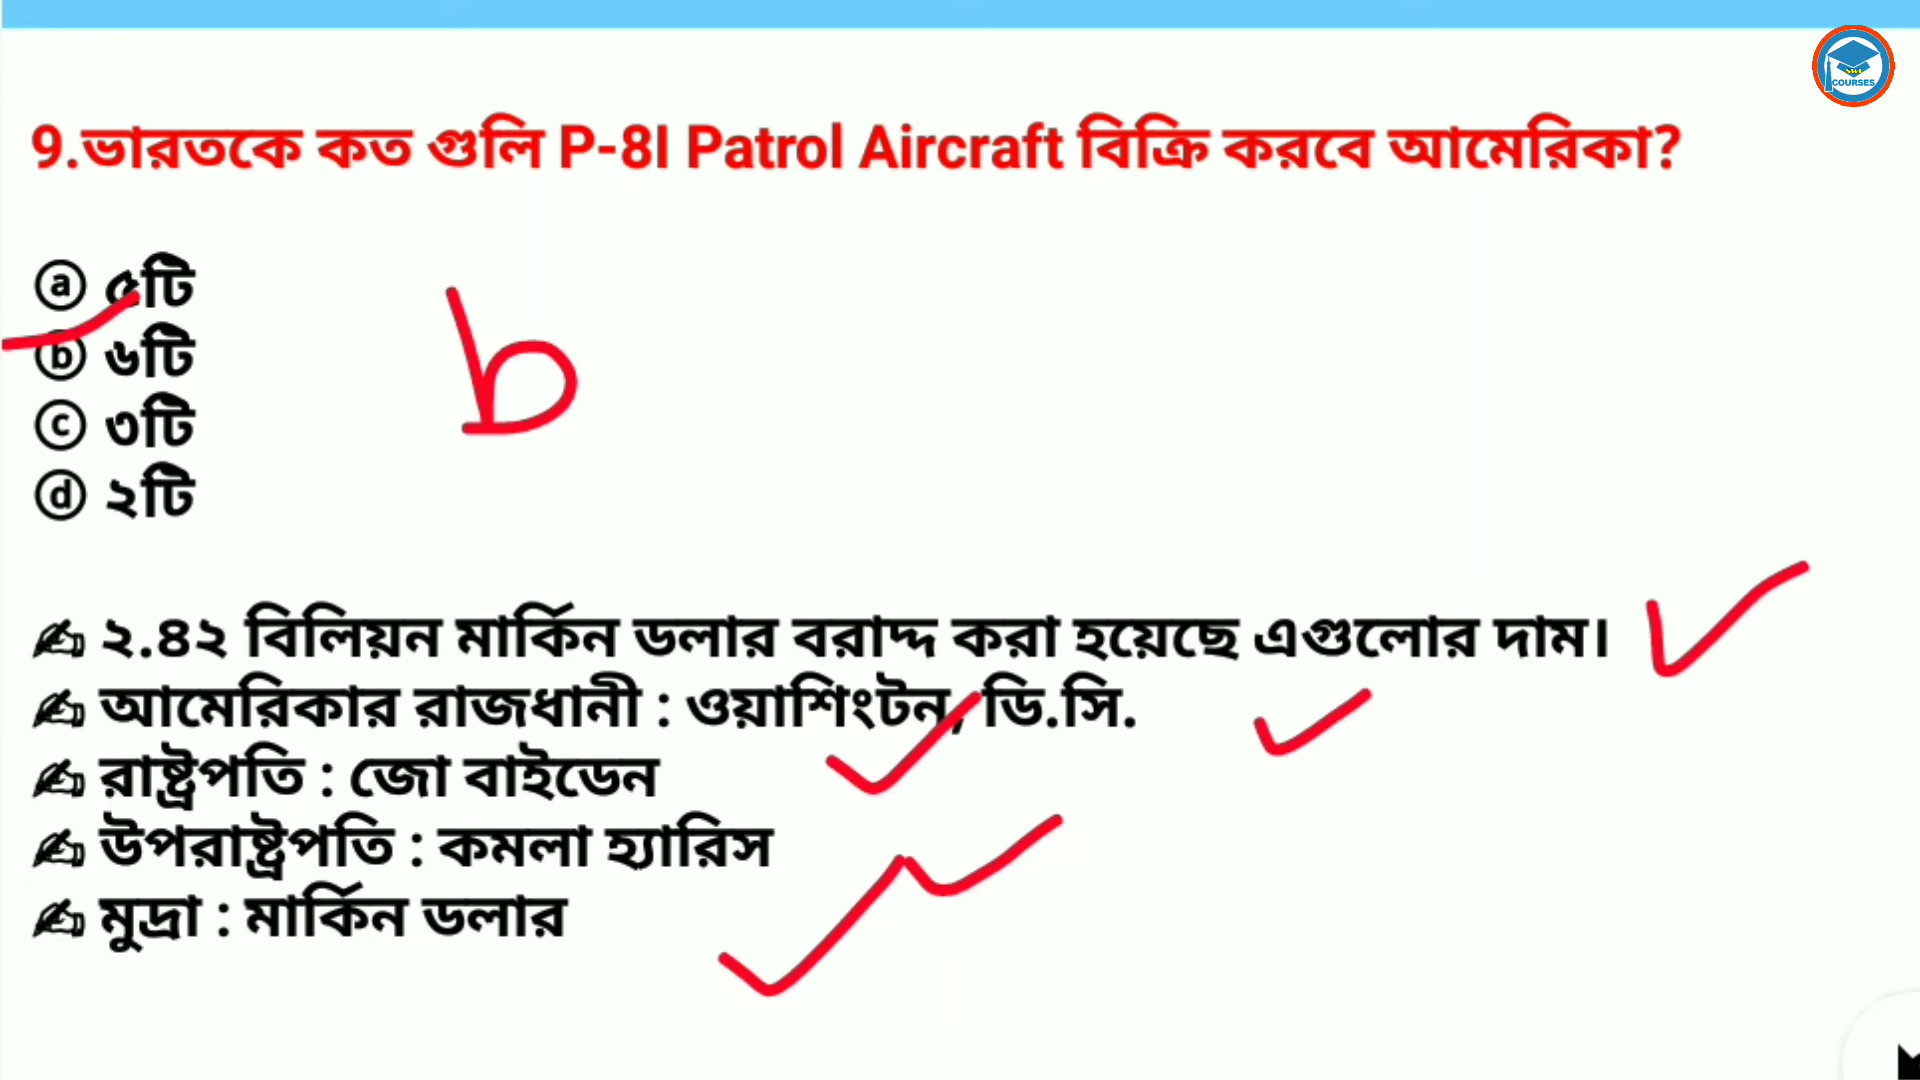 COURSES
9.ভারতকে কত গুলি P-8I Patrol Aircraft বিক্রি করবে আমেরিকা?
ⓐ ৫টি
ⓑ ৬টি
ⓒ ৩টি
ⓓ ২টি
b
✍ ২.৪২ বিলিয়ন মার্কিন ডলার বরাদ্দ করা হয়েছে এগুলোর দাম।
✍ আমেরিকার রাজধানী : ওয়াশিংটন, ডি.সি.
✍ রাষ্ট্রপতি : জো বাইডেন
✍ উপরাষ্ট্রপতি : কমলা হ্যারিস
✍ মুদ্রা : মার্কিন ডলার